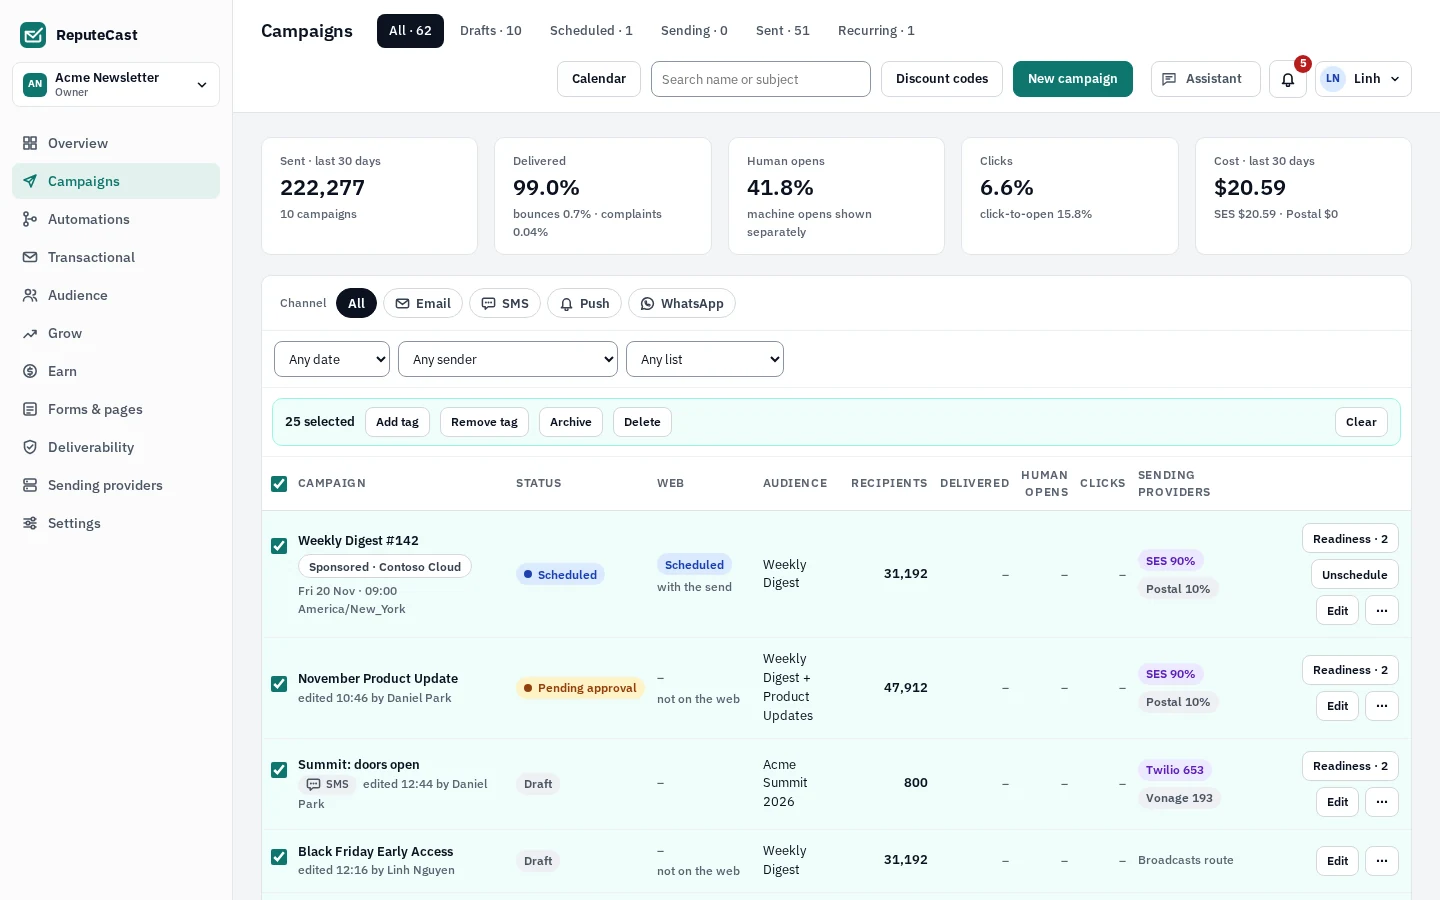 ReputeCast
AN
Acme Newsletter
Owner
Overview
Campaigns
Automations
Transactional
Audience
Grow
Earn
Forms & pages
Deliverability
Sending providers
Settings
Campaigns
All · 62
Drafts · 10
Scheduled · 1
Sending · 0
Sent · 51
Recurring · 1
Calendar
Search name or subject
Discount codes
New campaign
Assistant
5
LN
Linh
Sent · last 30 days
222,277
10 campaigns
Delivered
99.0%
bounces 0.7% · complaints
0.04%
Human opens
41.8%
machine opens shown
separately
Clicks
6.6%
click-to-open 15.8%
Cost · last 30 days
$20.59
SES $20.59 · Postal $0
Channel
All
Email
SMS
Push
WhatsApp
Any date
Any sender
Any list
25 selected
Add tag
Remove tag
Archive
Delete
Clear
CAMPAIGN
STATUS
WEB
AUDIENCE
RECIPIENTS
DELIVERED
HUMAN
OPENS
CLICKS
SENDING
PROVIDERS
Weekly Digest #142
Sponsored · Contoso Cloud
Fri 20 Nov · 09:00
America/New_York
Scheduled
Scheduled
with the send
Weekly
Digest
31,192
–
–
–
SES 90%
Postal 10%
Readiness · 2
Unschedule
Edit
···
November Product Update
edited 10:46 by Daniel Park
Pending approval
–
not on the web
Weekly
Digest +
Product
Updates
47,912
–
–
–
SES 90%
Postal 10%
Readiness · 2
Edit
···
Summit: doors open
SMS
edited 12:44 by Daniel
Park
Draft
–
Acme
Summit
2026
800
–
–
–
Twilio 653
Vonage 193
Readiness · 2
Edit
···
Black Friday Early Access
edited 12:16 by Linh Nguyen
Draft
–
not on the web
Weekly
Digest
31,192
–
–
–
Broadcasts route
Edit
···